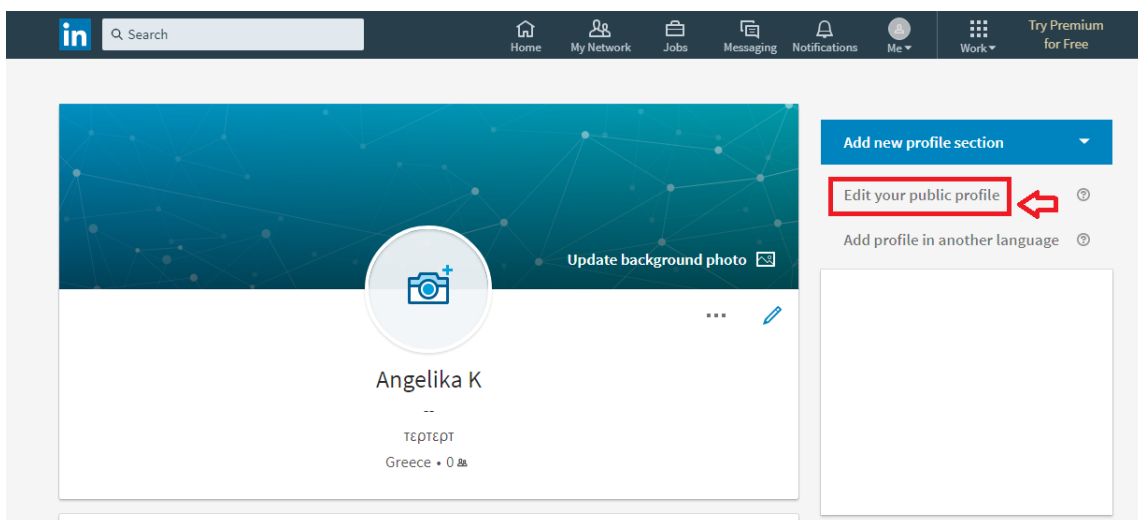 in
Search
Home
My Network
Jobs
Messaging
Notifications
Me
Work
Try Premium
for Free
Add new profile section
Edit your public profile
Add profile in another language
Update background photo
Angelika K
--
τερτερτ
Greece • 0